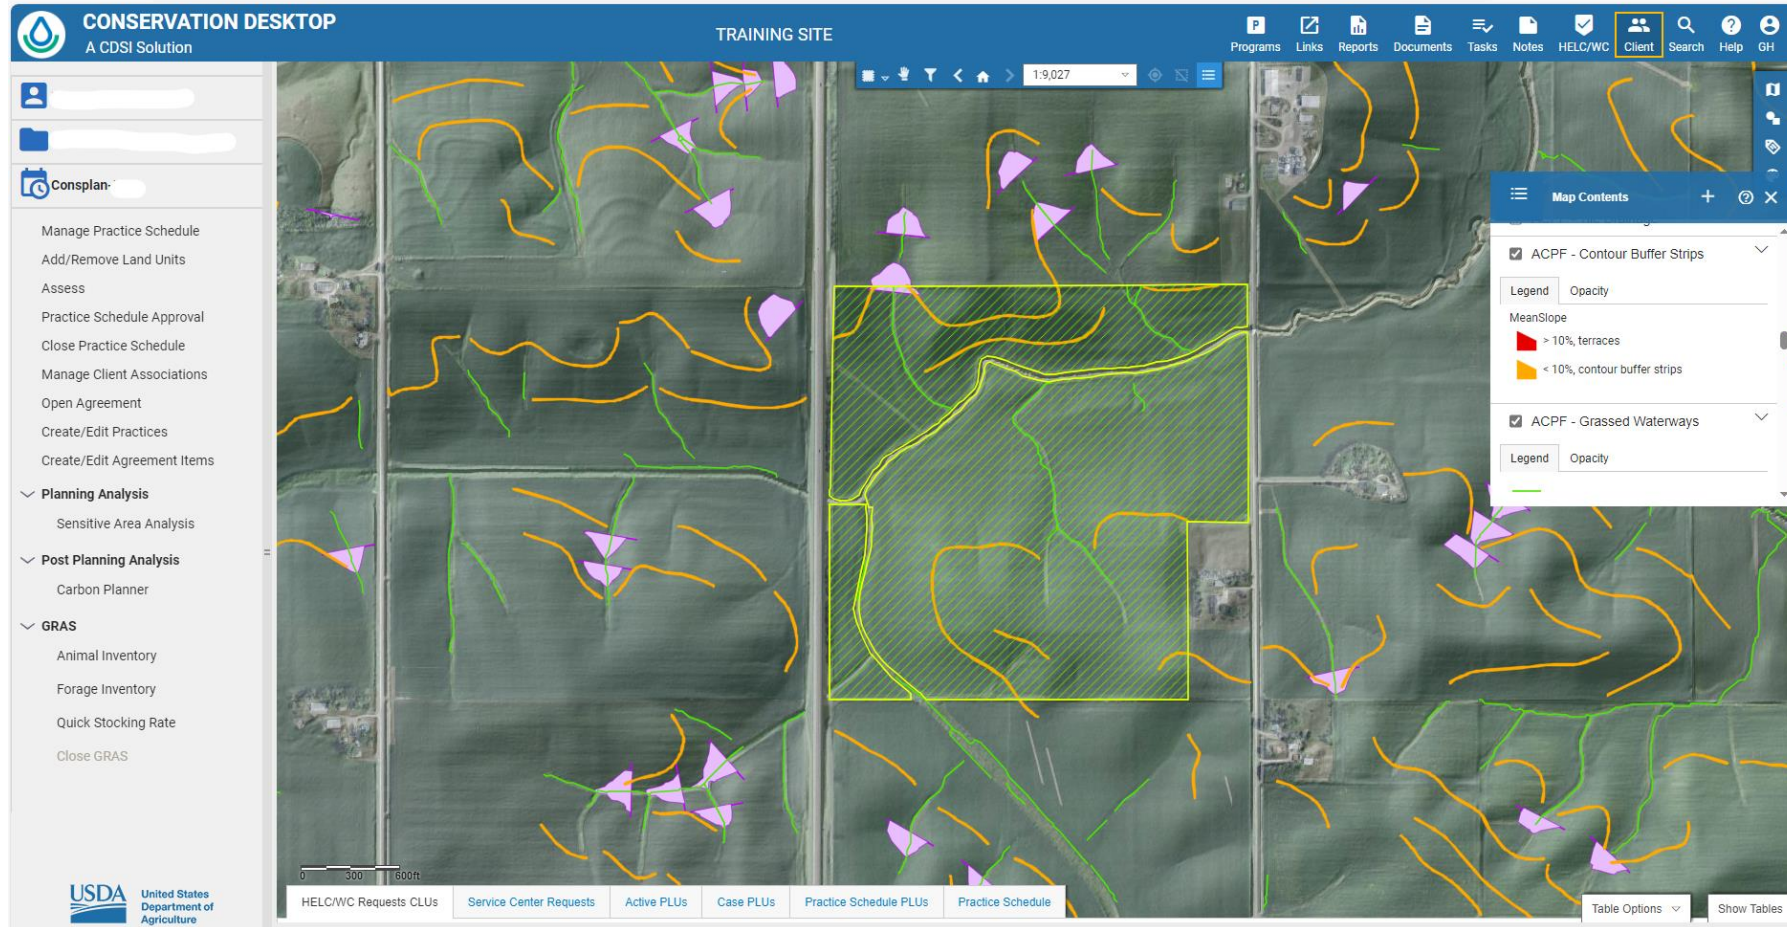 CONSERVATION DESKTOP
A CDSI Solution
TRAINING SITE
Programs
Links
Reports
Documents
Tasks
Notes
HELC/WC
Client
Search
Help
GH
1:9,027
Consplan-
Manage Practice Schedule
Add/Remove Land Units
Assess
Practice Schedule Approval
Close Practice Schedule
Manage Client Associations
Open Agreement
Create/Edit Practices
Create/Edit Agreement Items
Planning Analysis
Sensitive Area Analysis
Post Planning Analysis
Carbon Planner
GRAS
Animal Inventory
Forage Inventory
Quick Stocking Rate
Close GRAS
USDA
United States
Department of
Agriculture
Map Contents
ACPF - Contour Buffer Strips
Legend Opacity
MeanSlope
> 10%, terraces
< 10%, contour buffer strips
ACPF - Grassed Waterways
Legend Opacity
0 300 600ft
HELC/WC Requests CLUs
Service Center Requests
Active PLUs
Case PLUs
Practice Schedule PLUs
Practice Schedule
Table Options
Show Tables